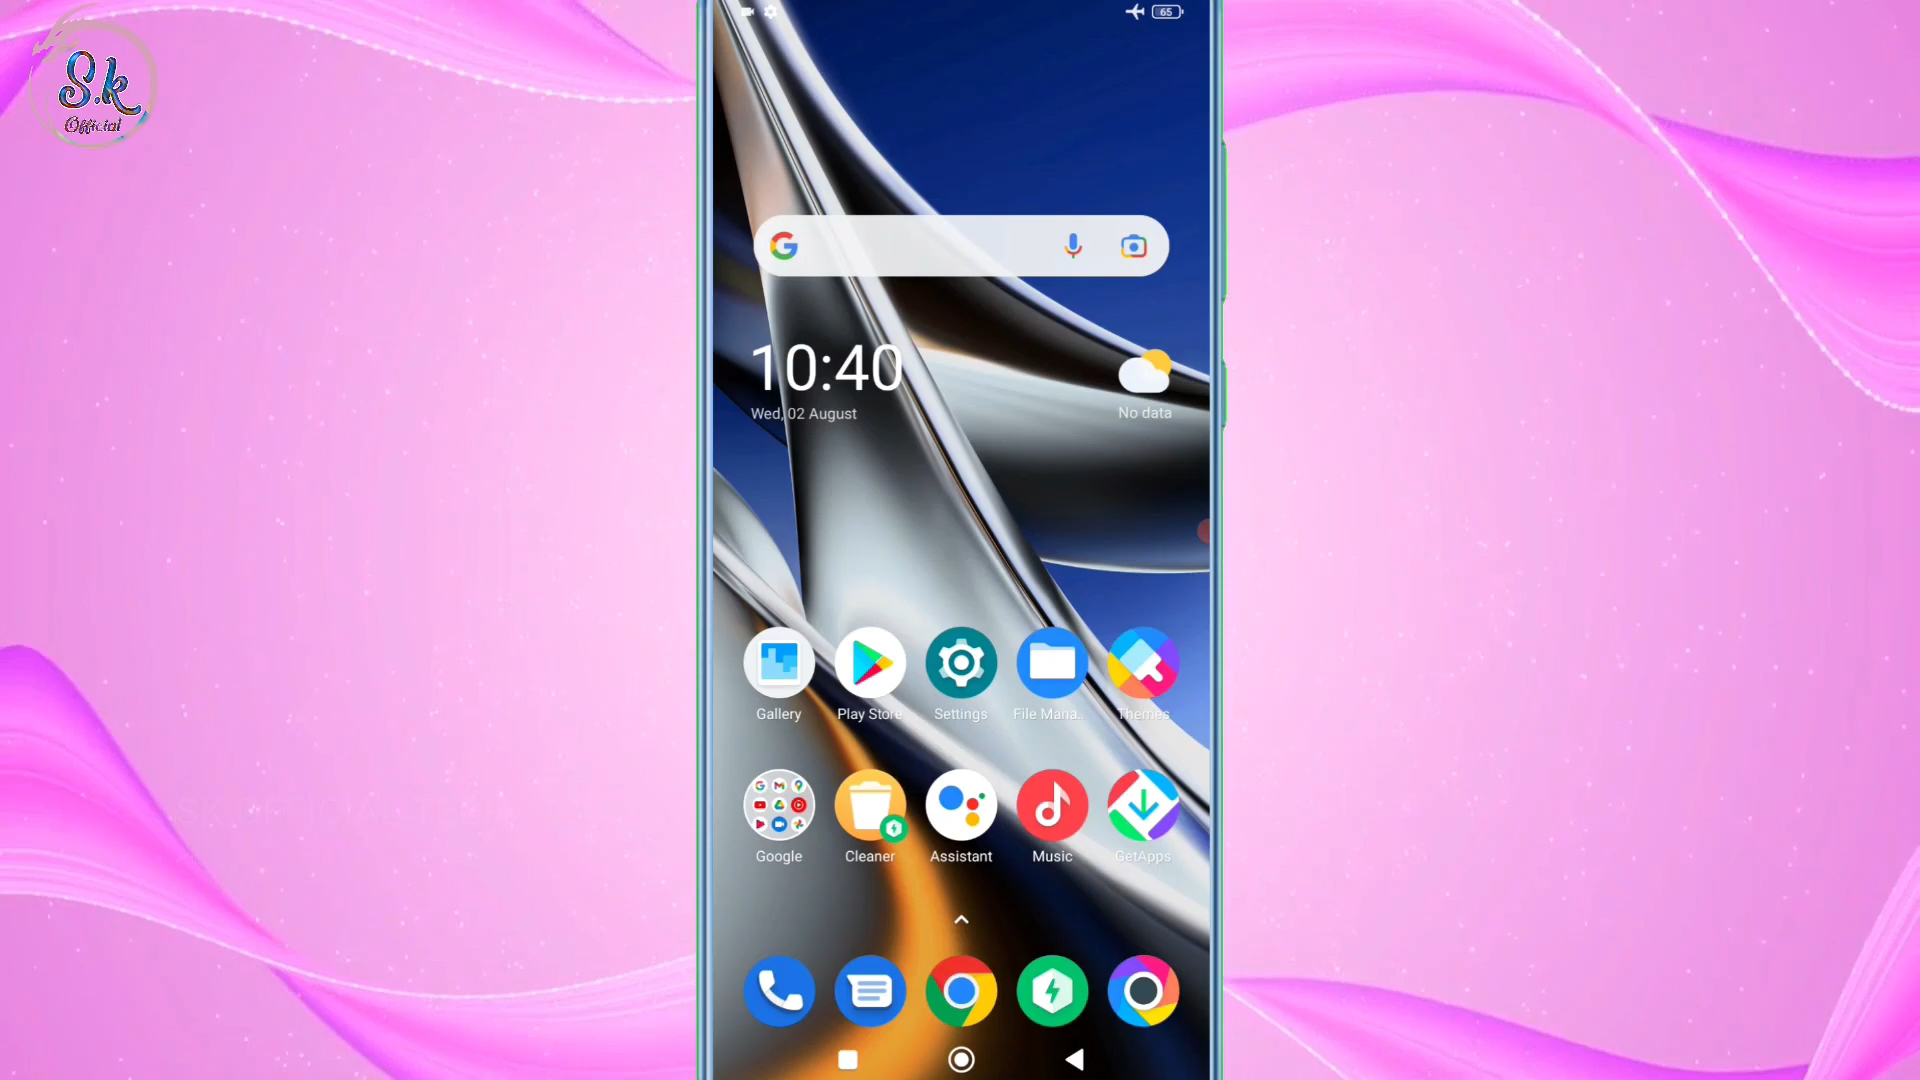 S.k
Official
65
10:40
Wed, 02 August
No data
Gallery
Play Store
Settings
File Mana..
Themes
Google
Cleaner
Assistant
Music
GetApps